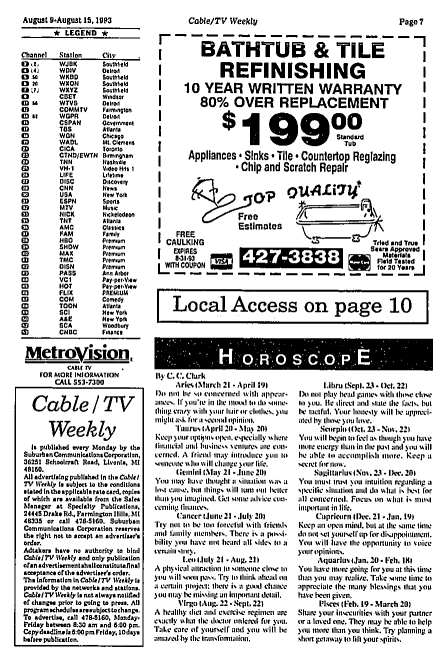 August 9-August 15, 1993
Cable/TV Weekly
Page 7
★ LEGEND ★
Channel Station City
WJBK Southfield
WDIV Detroit
WKBD Southfield
WXON Southfield
WXYZ Southfield
CBET Windsor
WTVS Detroit
COMMTV Farmington
WGPR Detroit
CSPAN Government
TBS Atlanta
WGN Chicago
WADL Mt. Clemens
CICA Toronto
CTND/EWTN Birmingham
TNN Nashville
VH-1 Video Hits 1
LIFE Lifetime
DISC Discovery
CNN News
USA New York
ESPN Sports
MTV Music
NICK Nickelodeon
TNT Atlanta
AMC Classics
FAM Family
HBO Premium
SHOW Premium
MAX Premium
TMC Premium
DISN Premium
PASS Ann Arbor
VC1 Pay-per-View
HOT Pay-per-View
FLIX PREMIUM
COM Comedy
TOON Atlanta
SCI New York
A&E New York
SCA Woodbury
CNBC Finance
MetroVision
CABLE TV
FOR MORE INFORMATION
CALL 553-7300
Cable/TV
Weekly
is published every Monday by the
Suburban Communications Corporation,
36251 Schoolcraft Road, Livonia, MI
48150.
All advertising published in the Cable/
TV Weekly is subject to the conditions
stated in the applicable rate card, copies
of which are available from the Sales
Manager at Specialty Publications,
24445 Drake Rd., Farmington Hills, MI
48335 or call 478-5160. Suburban
Communications Corporation reserves
the right not to accept an advertiser's
order.
Adtakers have no authority to bind
Cable/TV Weekly and only publication
of an advertisement shall constitute final
acceptance of the advertiser's order.
The information in Cable/TV Weekly is
provided by the networks and stations.
Cable/TV Weekly is not always notified
of changes prior to going to press. All
program schedules are subject to change.
To advertise, call 478-5160, Monday-
Friday between 8:30 am and 5:00 pm.
Copy deadline is 5:00 pm Friday, 10 days
before publication.
BATHTUB & TILE
REFINISHING
10 YEAR WRITTEN WARRANTY
80% OVER REPLACEMENT
$199.00
Standard
Tub
Appliances • Sinks • Tile • Countertop Reglazing
• Chip and Scratch Repair
TOP QUALITY
Free
Estimates
FREE
CAULKING
EXPIRES
8-31-93
WITH COUPON
VISA
427-3838
Tried and True
Sears Approved
Materials
Field Tested
for 20 Years
Local Access on page 10
HOROSCOPE
By C. C. Clark
Aries (March 21 - April 19)
Do not be so concerned with appear-
ances. If you're in the mood to do some-
thing crazy with your hair or clothes, you
might ask for a second opinion.
Taurus (April 20 - May 20)
Keep your options open, especially where
financial and business ventures are con-
cerned. A friend may introduce you to
someone who will change your life.
Gemini (May 21 - June 20)
You may have thought a situation was a
lost cause, but things will turn out better
than you imagined. Get some advice con-
cerning finances.
Cancer (June 21 - July 20)
Try not to be too forceful with friends
and family members. There is a possi-
bility you have not heard all sides to a
certain story.
Leo (July 21 - Aug. 21)
A physical attraction to someone close to
you will soon pass. Try to think ahead on
a certain project; there is a good chance
you may be missing an important detail.
Virgo (Aug. 22 - Sept. 22)
A healthy diet and exercise regimen are
exactly what the doctor ordered for you.
Take care of yourself and you will be
amazed by the transformation.
Libra (Sept. 23 - Oct. 22)
Do not play head games with those close
to you. Be direct and state the facts, but
be tactful. Your honesty will be appreci-
ated by those you love.
Scorpio (Oct. 23 - Nov. 22)
You will begin to feel as though you have
more energy than in the past and you will
be able to accomplish more. Keep a
secret for now.
Sagittarius (Nov. 23 - Dec. 20)
You must trust you intuition regarding a
specific situation and do what is best for
all concerned. Focus on what is most
important in life.
Capricorn (Dec. 21 - Jan. 19)
Keep an open mind, but at the same time
do not set yourself up for disappointment.
You will have the opportunity to voice
your opinions.
Aquarius (Jan. 20 - Feb. 18)
You have more going for you at this time
than you may realize. Take some time to
appreciate the many blessings that you
have been given.
Pisces (Feb. 19 - March 20)
Share your insecurities with your partner
or a loved one. They may be able to help
you more than you think. Try planning a
short getaway to lift your spirits.